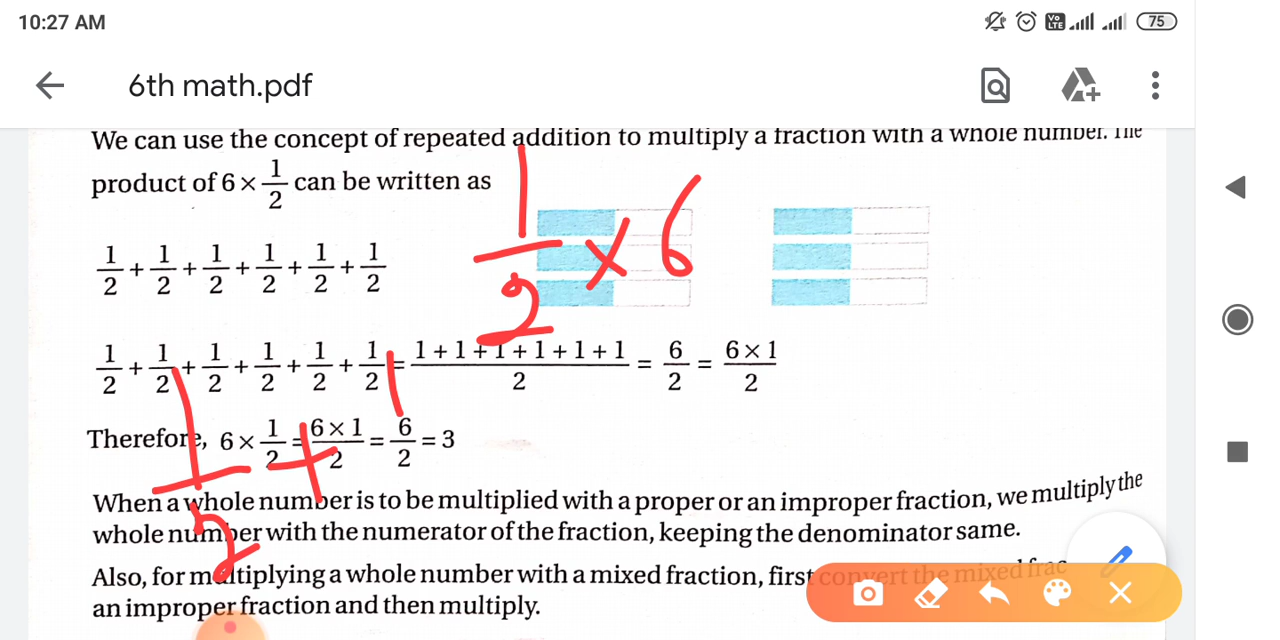 10:27 AM
Vo LTE 75
6th math.pdf
We can use the concept of repeated addition to multiply a fraction with a whole number. The
product of 6 × 1/2 can be written as
1/2 × 6
1/2 + 1/2 + 1/2 + 1/2 + 1/2 + 1/2
1/2 + 1/2 + 1/2 + 1/2 + 1/2 + 1/2 = 1 + 1 + 1 + 1 + 1 + 1/2 = 6/2 = 6 × 1/2
Therefore, 6 × 1/2 = 6 × 1/2 = 6/2 = 3
1/2 + 1
When a whole number is to be multiplied with a proper or an improper fraction, we multiply the
whole number with the numerator of the fraction, keeping the denominator same.
Also, for multiplying a whole number with a mixed fraction, first convert the mixed frac
an improper fraction and then multiply.